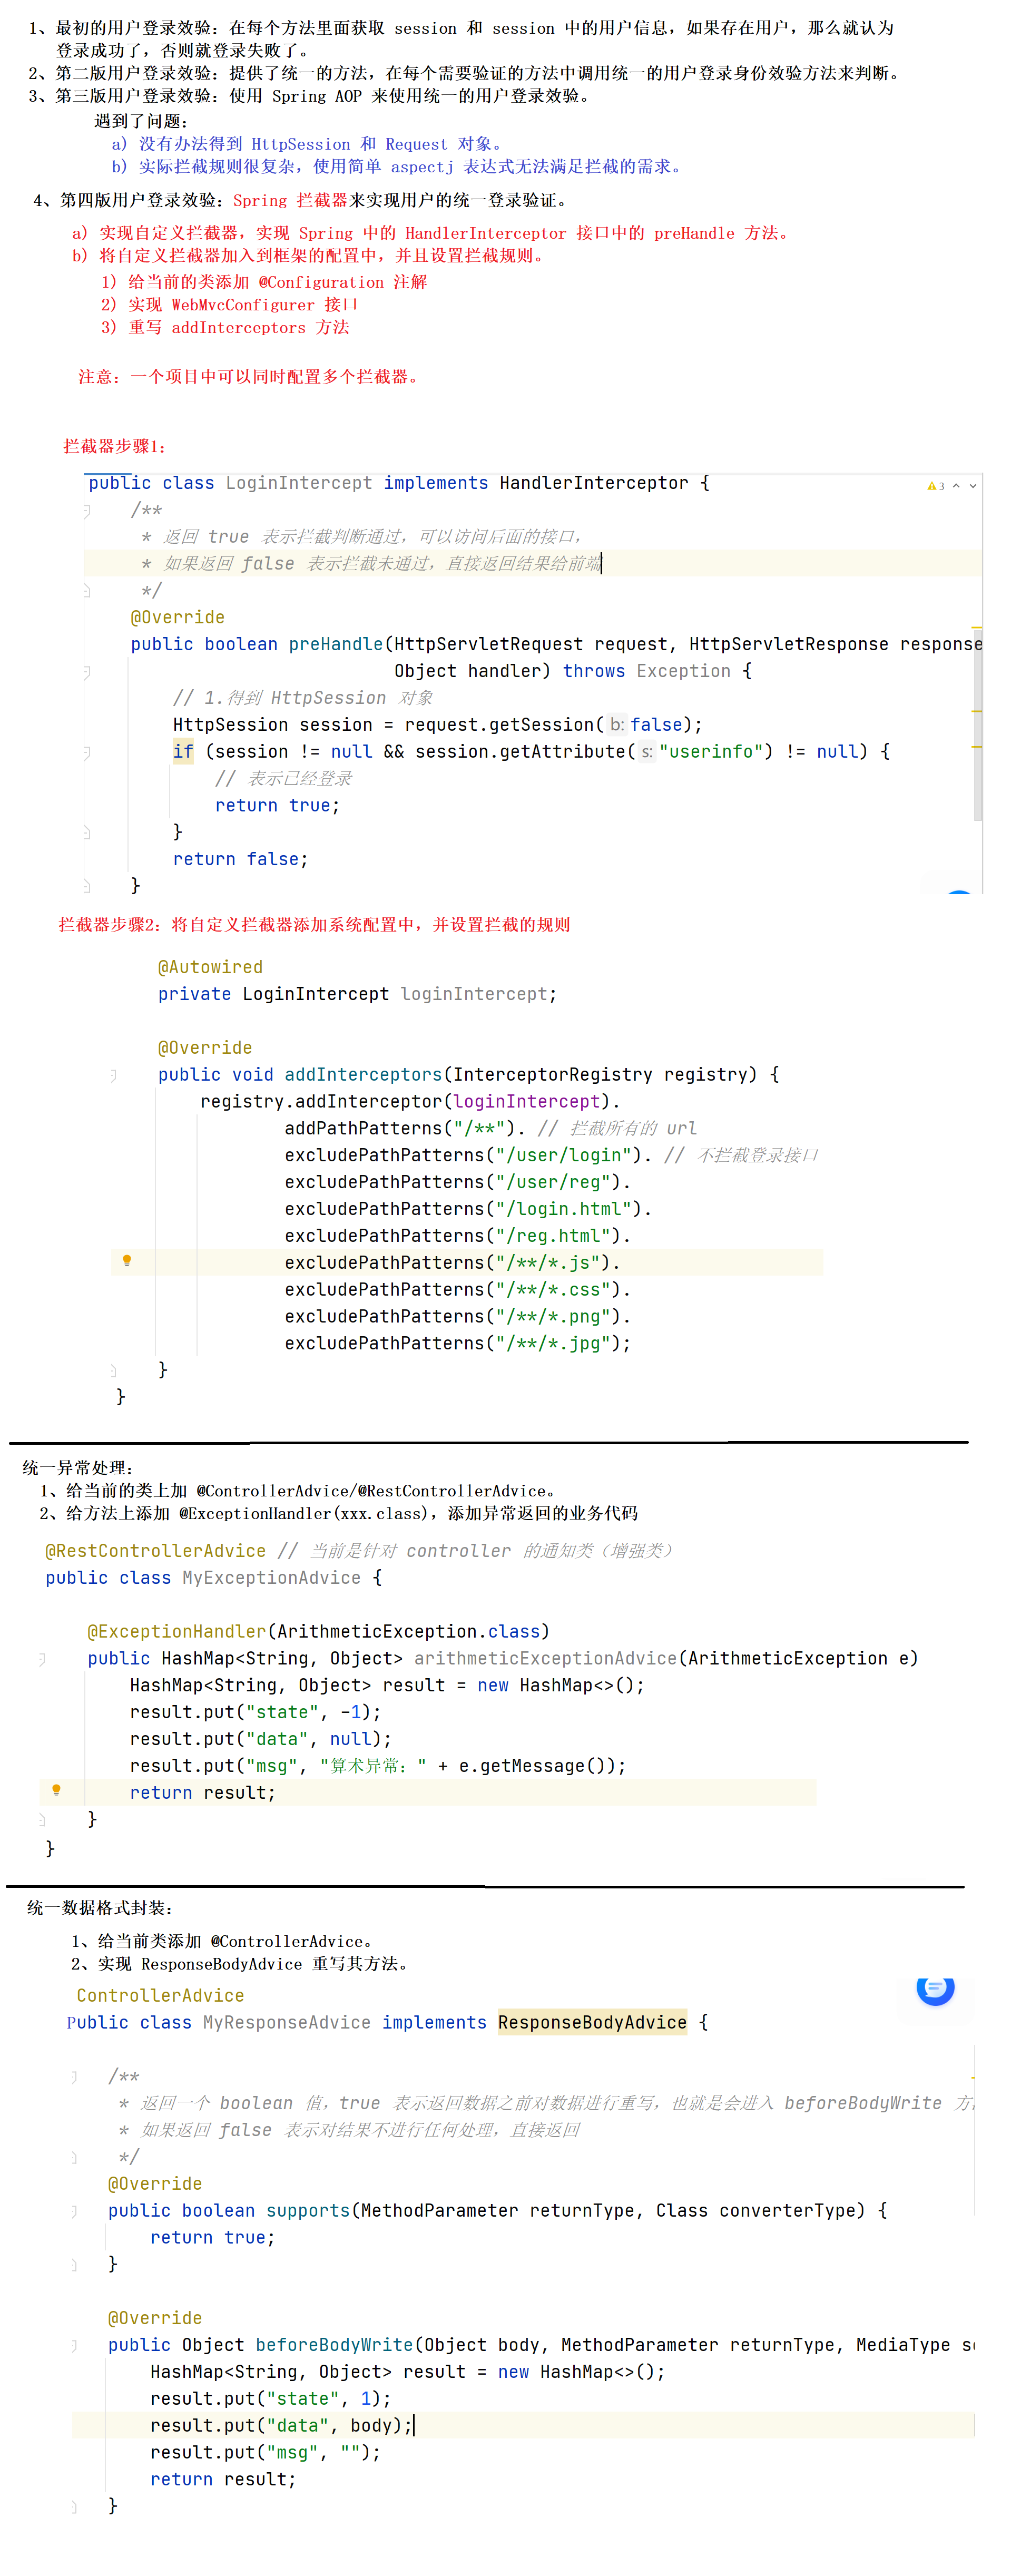 1、最初的用户登录效验：在每个方法里面获取 session 和 session 中的用户信息，如果存在用户，那么就认为
登录成功了，否则就登录失败了。
2、第二版用户登录效验：提供了统一的方法，在每个需要验证的方法中调用统一的用户登录身份效验方法来判断。
3、第三版用户登录效验：使用 Spring AOP 来使用统一的用户登录效验。
遇到了问题：
a) 没有办法得到 HttpSession 和 Request 对象。
b) 实际拦截规则很复杂，使用简单 aspectj 表达式无法满足拦截的需求。
4、第四版用户登录效验：Spring 拦截器来实现用户的统一登录验证。
a) 实现自定义拦截器，实现 Spring 中的 HandlerInterceptor 接口中的 preHandle 方法。
b) 将自定义拦截器加入到框架的配置中，并且设置拦截规则。
1) 给当前的类添加 @Configuration 注解
2) 实现 WebMvcConfigurer 接口
3) 重写 addInterceptors 方法
注意：一个项目中可以同时配置多个拦截器。
拦截器步骤1：
public class LoginIntercept implements HandlerInterceptor {
3
/**
* 返回 true 表示拦截判断通过，可以访问后面的接口，
* 如果返回 false 表示拦截未通过，直接返回结果给前端
*/
@Override
public boolean preHandle(HttpServletRequest request, HttpServletResponse response
Object handler) throws Exception {
// 1.得到 HttpSession 对象
HttpSession session = request.getSession( b: false);
if (session != null && session.getAttribute( s: "userinfo") != null) {
// 表示已经登录
return true;
}
return false;
}
拦截器步骤2：将自定义拦截器添加系统配置中，并设置拦截的规则
@Autowired
private LoginIntercept loginIntercept;
@Override
public void addInterceptors(InterceptorRegistry registry) {
registry.addInterceptor(loginIntercept).
addPathPatterns("/**"). // 拦截所有的 url
excludePathPatterns("/user/login"). // 不拦截登录接口
excludePathPatterns("/user/reg").
excludePathPatterns("/login.html").
excludePathPatterns("/reg.html").
excludePathPatterns("/**/*.js").
excludePathPatterns("/**/*.css").
excludePathPatterns("/**/*.png").
excludePathPatterns("/**/*.jpg");
}
}
统一异常处理：
1、给当前的类上加 @ControllerAdvice/@RestControllerAdvice。
2、给方法上添加 @ExceptionHandler(xxx.class)，添加异常返回的业务代码
@RestControllerAdvice // 当前是针对 controller 的通知类（增强类）
public class MyExceptionAdvice {
@ExceptionHandler(ArithmeticException.class)
public HashMap<String, Object> arithmeticExceptionAdvice(ArithmeticException e)
HashMap<String, Object> result = new HashMap<>();
result.put("state", -1);
result.put("data", null);
result.put("msg", "算术异常：" + e.getMessage());
return result;
}
}
统一数据格式封装：
1、给当前类添加 @ControllerAdvice。
2、实现 ResponseBodyAdvice 重写其方法。
ControllerAdvice
Public class MyResponseAdvice implements ResponseBodyAdvice {
/**
* 返回一个 boolean 值，true 表示返回数据之前对数据进行重写，也就是会进入 beforeBodyWrite 方
* 如果返回 false 表示对结果不进行任何处理，直接返回
*/
@Override
public boolean supports(MethodParameter returnType, Class converterType) {
return true;
}
@Override
public Object beforeBodyWrite(Object body, MethodParameter returnType, MediaType s
HashMap<String, Object> result = new HashMap<>();
result.put("state", 1);
result.put("data", body);
result.put("msg", "");
return result;
}